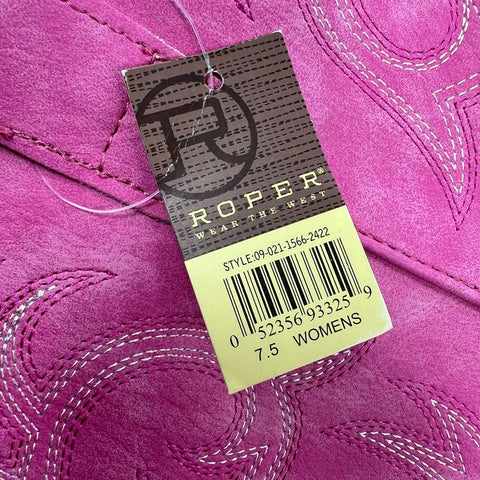 R
ROPER®
WEAR THE WEST
STYLE:09-021-1566-2422
0 52356 93325 9
7.5 WOMENS